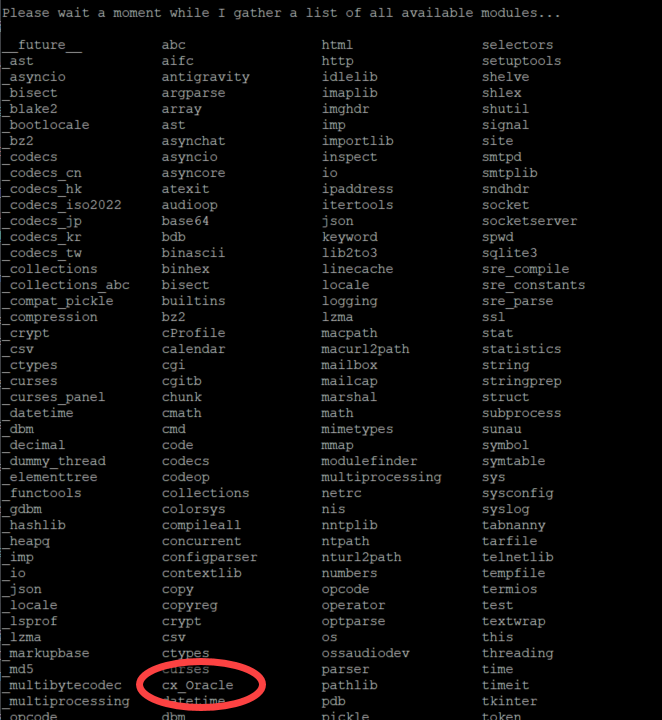 Please wait a moment while I gather a list of all available modules...
__future__ abc html selectors
_ast aifc http setuptools
_asyncio antigravity idlelib shelve
_bisect argparse imaplib shlex
_blake2 array imghdr shutil
_bootlocale ast imp signal
_bz2 asynchat importlib site
_codecs asyncio inspect smtpd
_codecs_cn asyncore io smtplib
_codecs_hk atexit ipaddress sndhdr
_codecs_iso2022 audioop itertools socket
_codecs_jp base64 json socketserver
_codecs_kr bdb keyword spwd
_codecs_tw binascii lib2to3 sqlite3
_collections binhex linecache sre_compile
_collections_abc bisect locale sre_constants
_compat_pickle builtins logging sre_parse
_compression bz2 lzma ssl
_crypt cProfile macpath stat
_csv calendar macurl2path statistics
_ctypes cgi mailbox string
_curses cgitb mailcap stringprep
_curses_panel chunk marshal struct
_datetime cmath math subprocess
_dbm cmd mimetypes sunau
_decimal code mmap symbol
_dummy_thread codecs modulefinder symtable
_elementtree codeop multiprocessing sys
_functools collections netrc sysconfig
_gdbm colorsys nis syslog
_hashlib compileall nntplib tabnanny
_heapq concurrent ntpath tarfile
_imp configparser nturl2path telnetlib
_io contextlib numbers tempfile
_json copy opcode termios
_locale copyreg operator test
_lsprof crypt optparse textwrap
_lzma csv os this
_markupbase ctypes ossaudiodev threading
_md5 curses parser time
_multibytecodec cx_Oracle pathlib timeit
_multiprocessing datetime pdb tkinter
_opcode dbm pickle token